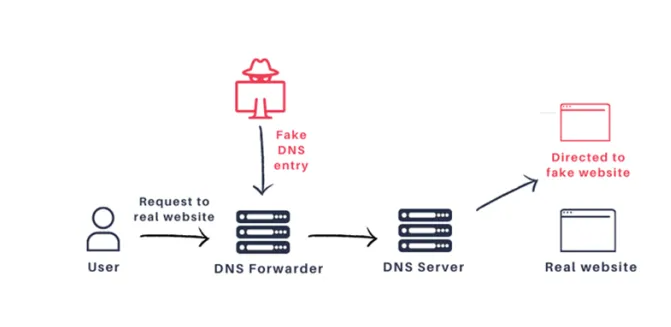 Fake
DNS
entry
Directed to
fake website
Request to
real website
User
DNS Forwarder
DNS Server
Real website